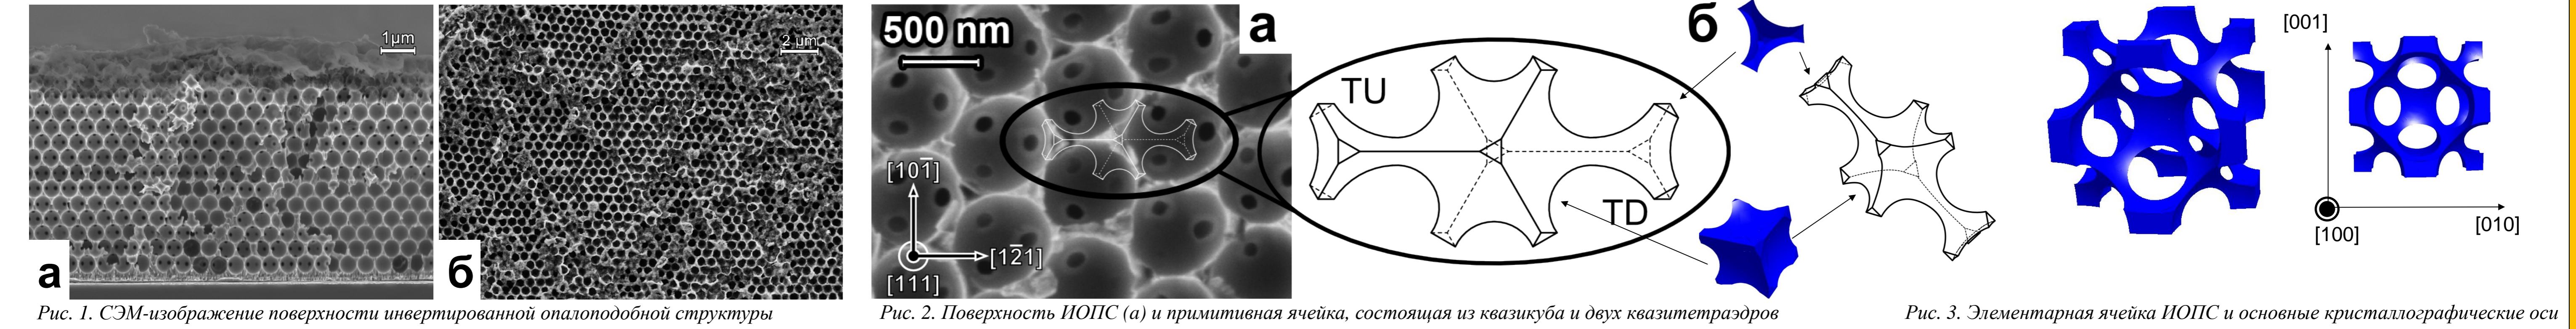 1μm
2 μm
а
б
Рис. 1. СЭМ-изображение поверхности инвертированной опалоподобной структуры
500 nm
а
б
TU
TD
[101̅]
[12̅1]
[111]
Рис. 2. Поверхность ИОПС (а) и примитивная ячейка, состоящая из квазикуба и двух квазитетраэдров
[001]
[010]
[100]
Рис. 3. Элементарная ячейка ИОПС и основные кристаллографические оси